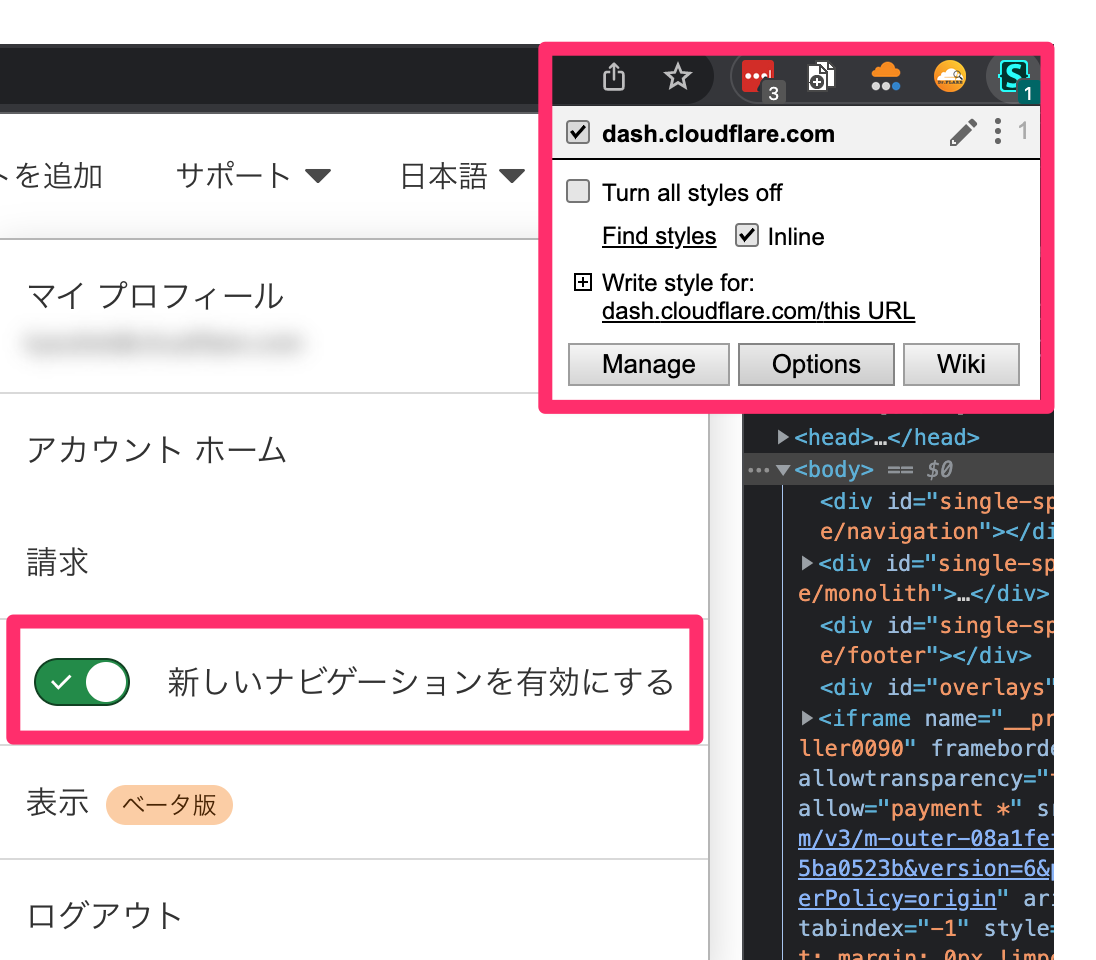 3
1
dash.cloudflare.com
1
Turn all styles off
Find styles
Inline
Write style for:
dash.cloudflare.com/this URL
Manage
Options
Wiki
トを追加
サポート
日本語
マイ プロフィール
アカウント ホーム
請求
新しいナビゲーションを有効にする
表示
ベータ版
ログアウト
<head>…</head>
<body> == $0
<div id="single-sp
e/navigation"></di
<div id="single-sp
e/monolith">…</div>
<div id="single-sp
e/footer"></div>
<div id="overlays"
<iframe name="__pr
ller0090" frameborde
allowtransparency="
allow="payment *" s
m/v3/m-outer-08a1fe
5ba0523b&version=6&
erPolicy=origin" ar
tabindex="-1" style=
t: margin: 0px !imp